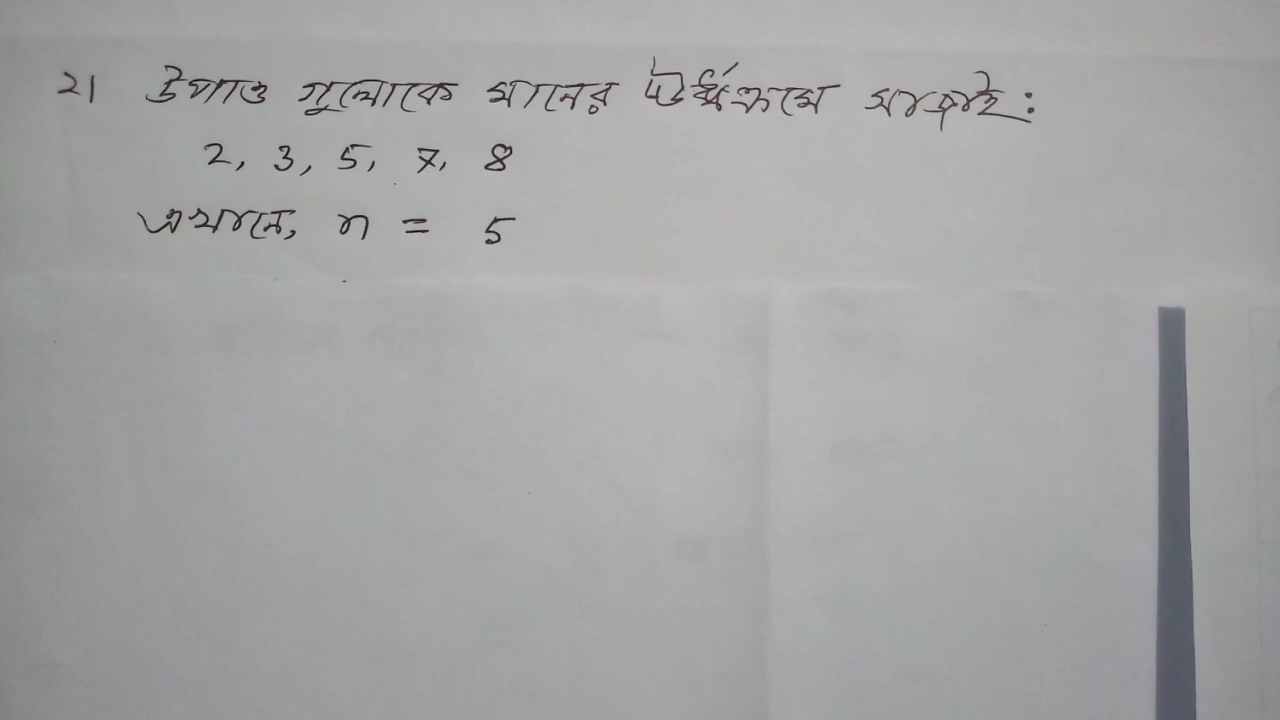 ২। উপাত্ত গুলোকে মানের ঊর্ধ্বক্রমে সাজাই:
2, 3, 5, 7, 8
এখানে, n = 5